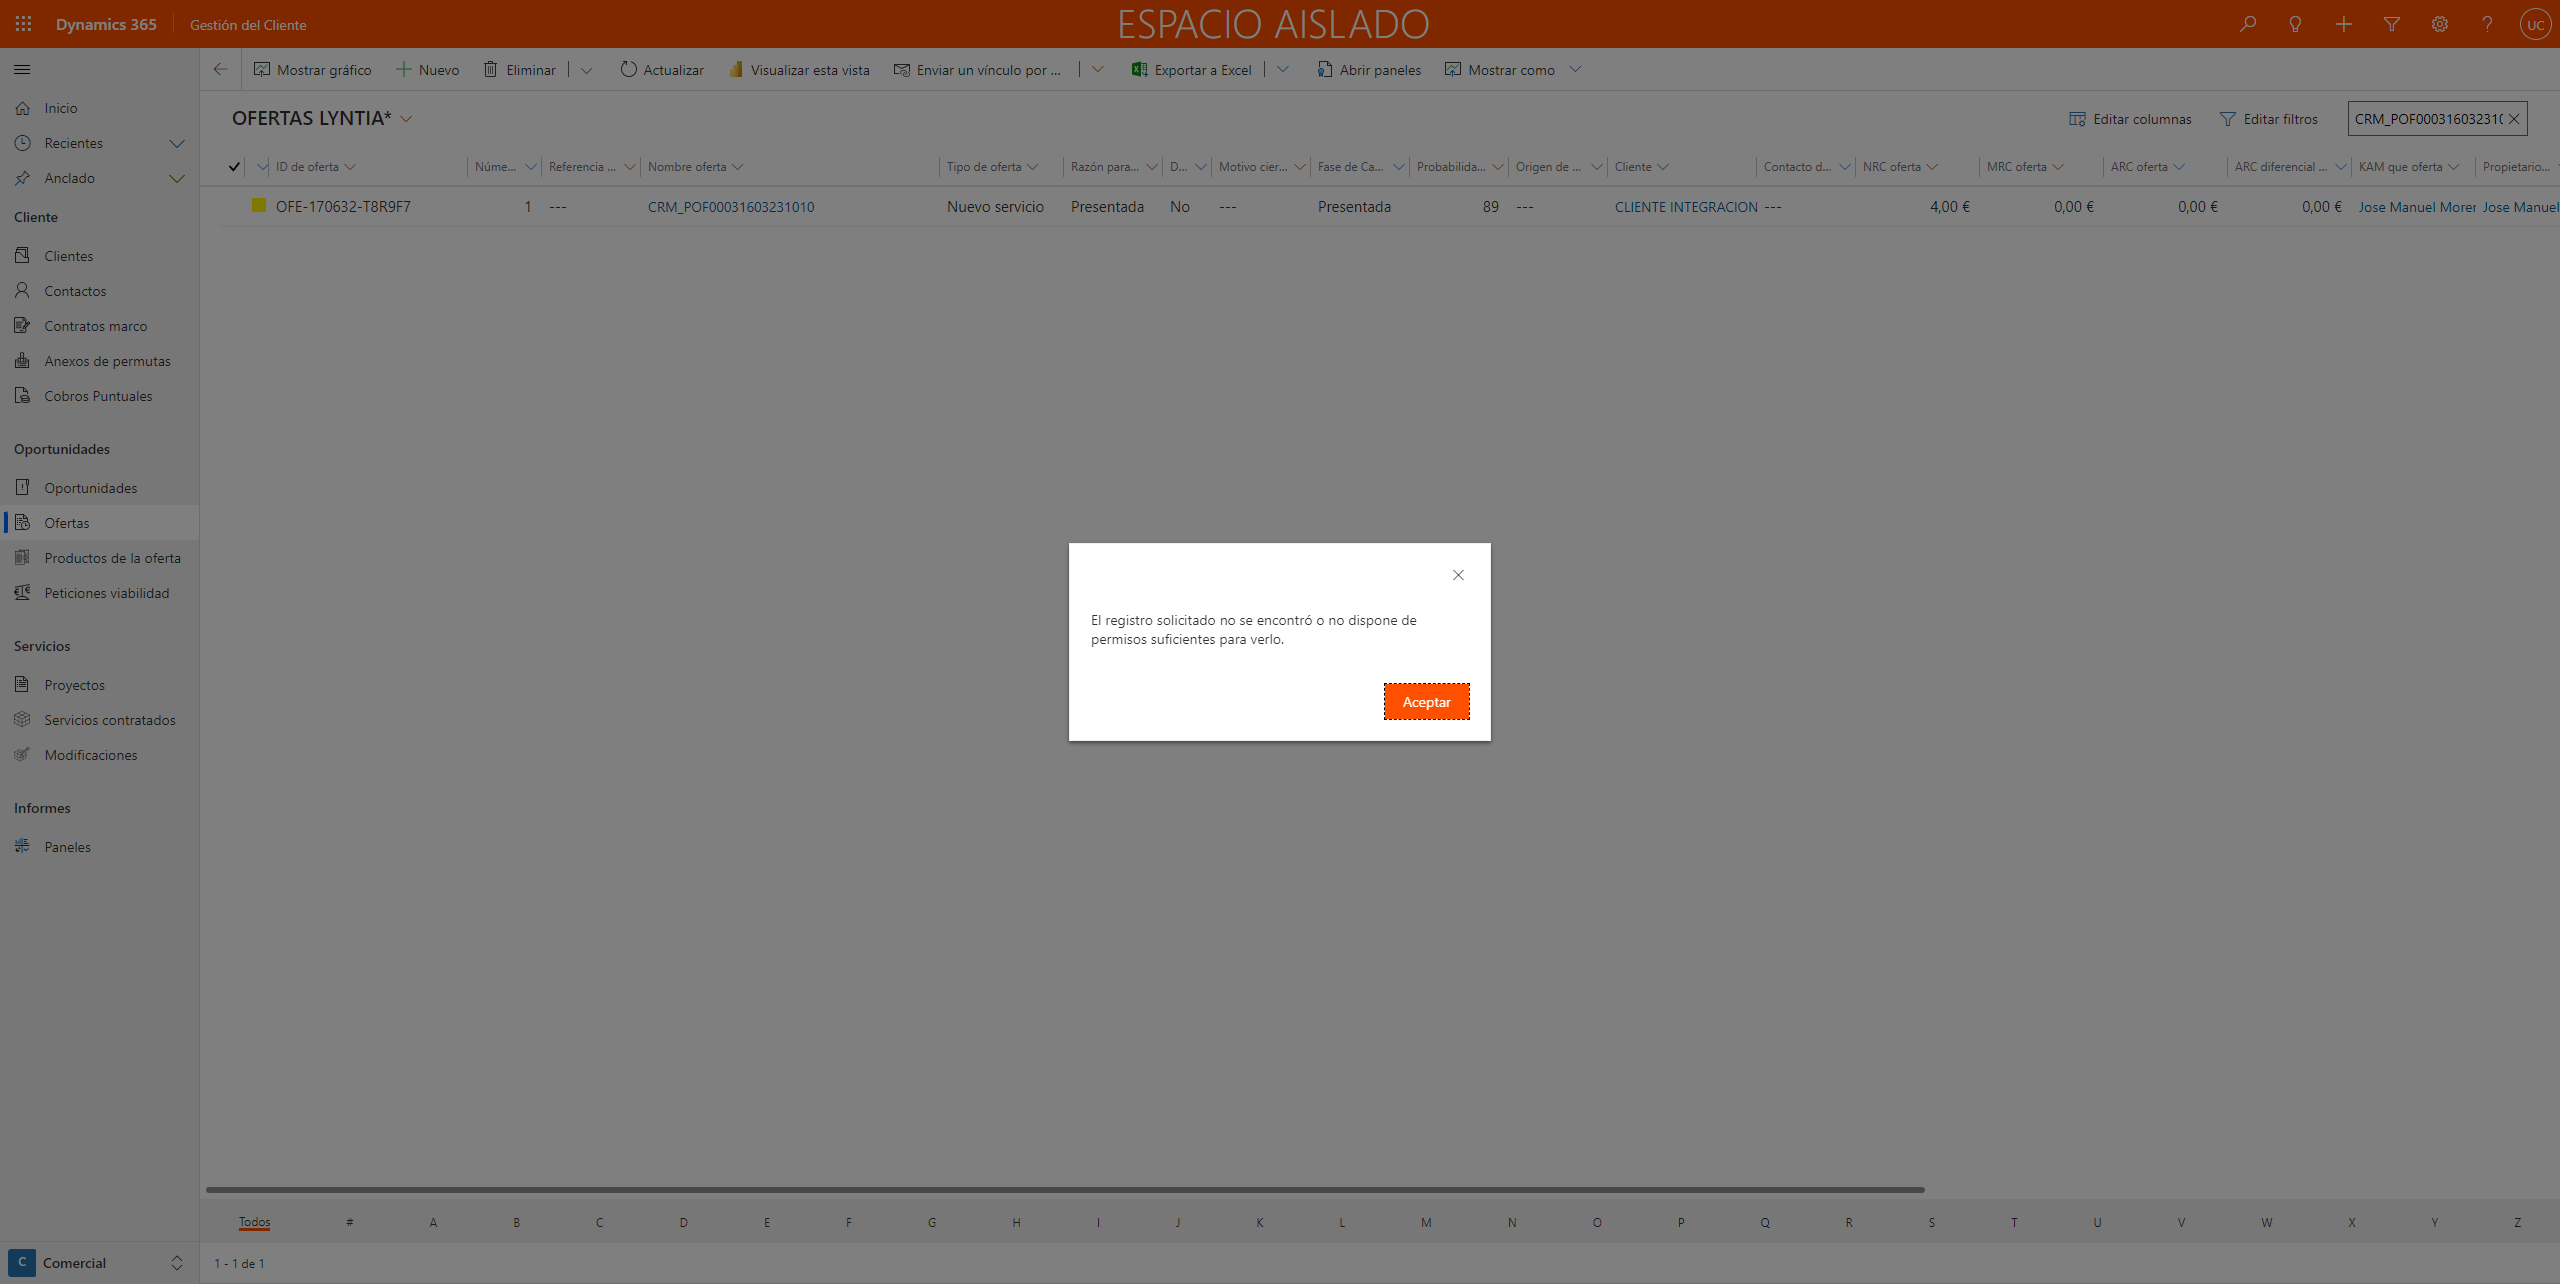 Dynamics 365
Gestión del Cliente
ESPACIO AISLADO
UC
Mostrar gráfico
Nuevo
Eliminar
Actualizar
Visualizar esta vista
Enviar un vínculo por ...
Exportar a Excel
Abrir paneles
Mostrar como
Inicio
Recientes
Anclado
Cliente
Clientes
Contactos
Contratos marco
Anexos de permutas
Cobros Puntuales
Oportunidades
Oportunidades
Ofertas
Productos de la oferta
Peticiones viabilidad
Servicios
Proyectos
Servicios contratados
Modificaciones
Informes
Paneles
C Comercial
OFERTAS LYNTIA*
Editar columnas
Editar filtros
CRM_POF00031603231010
ID de oferta Núme... Referencia ... Nombre oferta Tipo de oferta Razón para... D... Motivo cier... Fase de Ca... Probabilida... Origen de ... Cliente Contacto d... NRC oferta MRC oferta ARC oferta ARC diferencial ... KAM que oferta Propietario...
OFE-170632-T8R9F7 1 --- CRM_POF00031603231010 Nuevo servicio Presentada No --- Presentada 89 --- CLIENTE INTEGRACION --- 4,00 € 0,00 € 0,00 € 0,00 € Jose Manuel Morer Jose Manuel
El registro solicitado no se encontró o no dispone de
permisos suficientes para verlo.
Aceptar
Todos # A B C D E F G H I J K L M N O P Q R S T U V W X Y Z
1 - 1 de 1